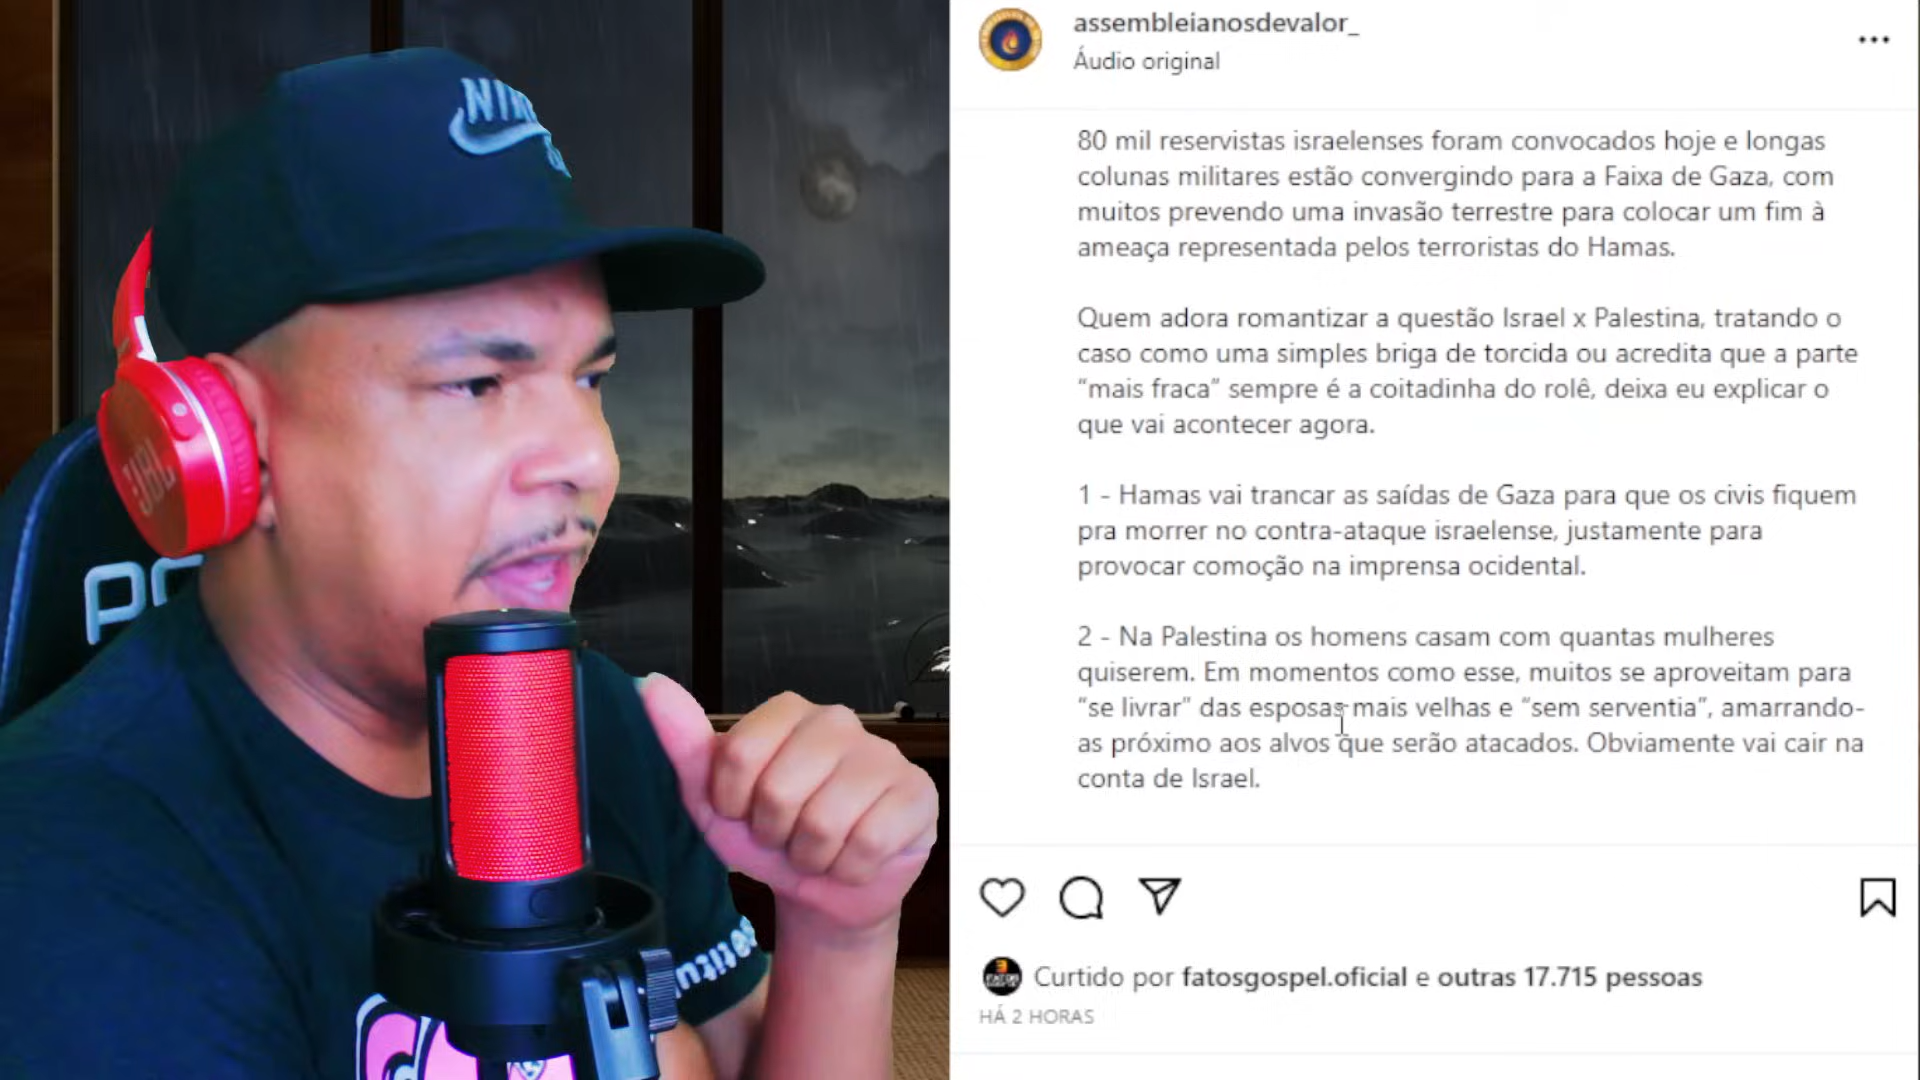 NIKE
JBL
assembleianosdevalor_
Áudio original
80 mil reservistas israelenses foram convocados hoje e longas
colunas militares estão convergindo para a Faixa de Gaza, com
muitos prevendo uma invasão terrestre para colocar um fim à
ameaça representada pelos terroristas do Hamas.
Quem adora romantizar a questão Israel x Palestina, tratando o
caso como uma simples briga de torcida ou acredita que a parte
“mais fraca” sempre é a coitadinha do rolê, deixa eu explicar o
que vai acontecer agora.
1 - Hamas vai trancar as saídas de Gaza para que os civis fiquem
pra morrer no contra-ataque israelense, justamente para
provocar comoção na imprensa ocidental.
2 - Na Palestina os homens casam com quantas mulheres
quiserem. Em momentos como esse, muitos se aproveitam para
“se livrar” das esposas mais velhas e “sem serventia”, amarrando-
as próximo aos alvos que serão atacados. Obviamente vai cair na
conta de Israel.
Curtido por fatosgospel.oficial e outras 17.715 pessoas
HÁ 2 HORAS